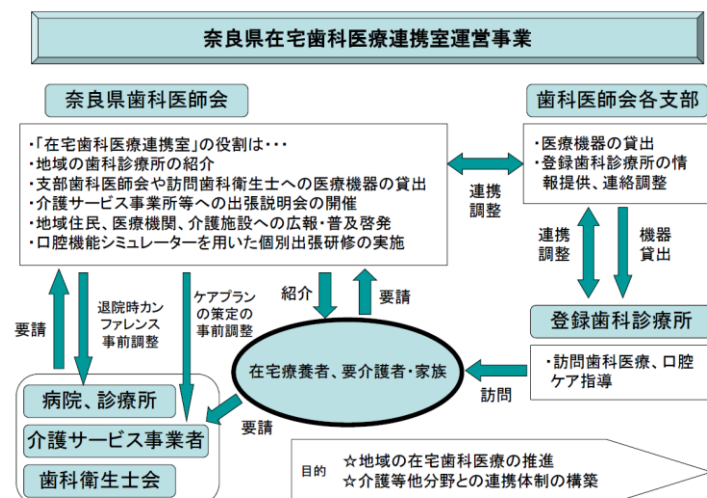 奈良県在宅歯科医療連携室運営事業
奈良県歯科医師会
歯科医師会各支部
・「在宅歯科医療連携室」の役割は・・・
・地域の歯科診療所の紹介
・支部歯科医師会や訪問歯科衛生士への医療機器の貸出
・介護サービス事業所等への出張説明会の開催
・地域住民、医療機関、介護施設への広報・普及啓発
・口腔機能シミュレーターを用いた個別出張研修の実施
連携
調整
・医療機器の貸出
・登録歯科診療所の情
報提供、連絡調整
連携
調整
機器
貸出
要請
退院時カン
ファレンス
事前調整
ケアプラン
の策定の
事前調整
紹介
要請
登録歯科診療所
・訪問歯科医療、口腔
ケア指導
訪問
在宅療養者、要介護者・家族
要請
病院、診療所
介護サービス事業者
歯科衛生士会
目的
☆地域の在宅歯科医療の推進
☆介護等他分野との連携体制の構築